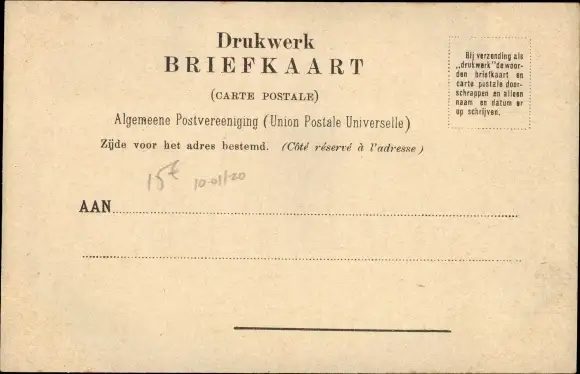 Drukwerk
BRIEFKAART
(CARTE POSTALE)
Algemeene Postvereeniging (Union Postale Universelle)
Zijde voor het adres bestemd. (Côté réservé à l'adresse)
Bij verzending als
„drukwerk" de woor-
den briefkaart en
carte postale door-
schrappen en alleen
naam en datum er
op schrijven.
15€
10-01-20
AAN